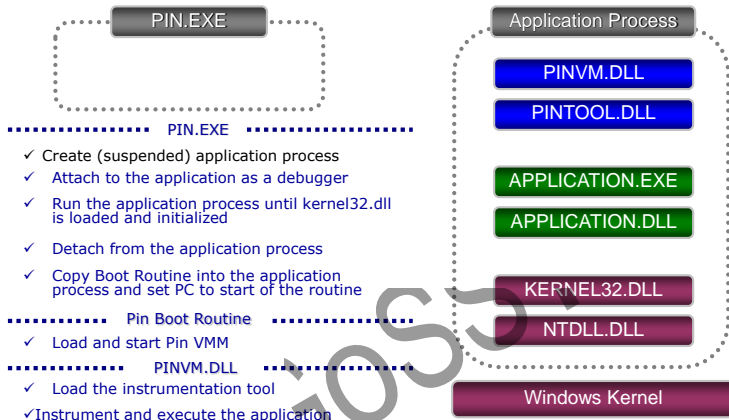 PIN.EXE
PIN.EXE
✓ Create (suspended) application process
✓ Attach to the application as a debugger
✓ Run the application process until kernel32.dll
is loaded and initialized
✓ Detach from the application process
✓ Copy Boot Routine into the application
process and set PC to start of the routine
Pin Boot Routine
✓ Load and start Pin VMM
PINVM.DLL
✓ Load the instrumentation tool
✓Instrument and execute the application
Application Process
PINVM.DLL
PINTOOL.DLL
APPLICATION.EXE
APPLICATION.DLL
KERNEL32.DLL
NTDLL.DLL
Windows Kernel